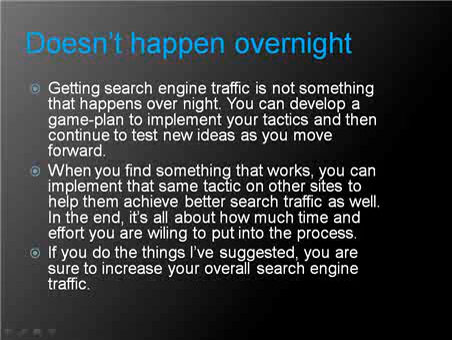 Doesn't happen overnight
Getting search engine traffic is not something
that happens over night. You can develop a
game-plan to implement your tactics and then
continue to test new ideas as you move
forward.
When you find something that works, you can
implement that same tactic on other sites to
help them achieve better search traffic as well.
In the end, it's all about how much time and
effort you are wiling to put into the process.
If you do the things I've suggested, you are
sure to increase your overall search engine
traffic.